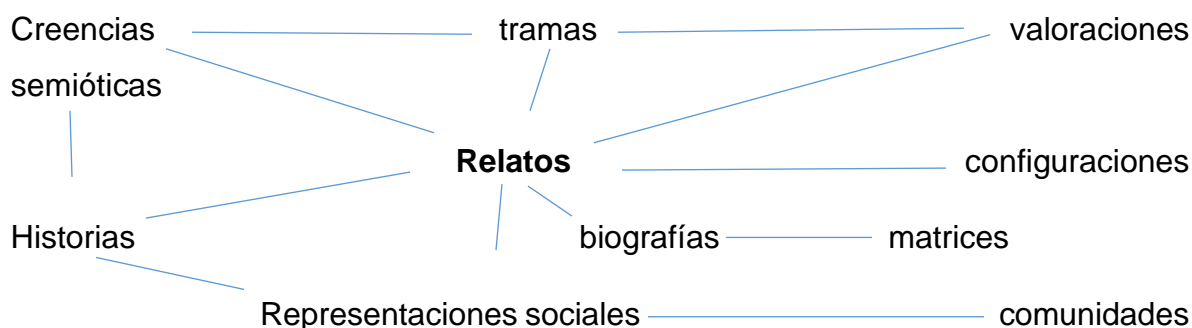 Creencias tramas valoraciones
semióticas
Relatos configuraciones
Historias biografías matrices
Representaciones sociales comunidades